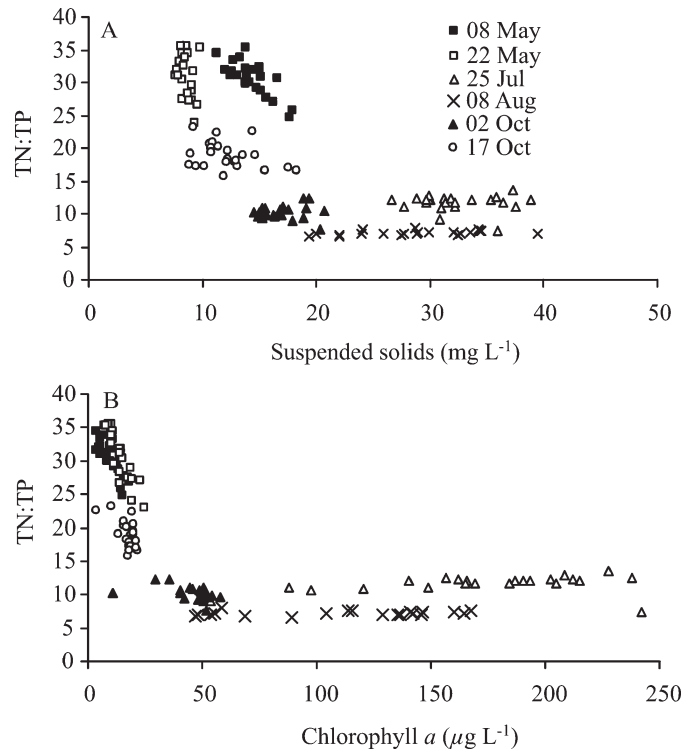 A
40
35
30
25
20
15
10
5
0
TN:TP
08 May
22 May
25 Jul
08 Aug
02 Oct
17 Oct
0 10 20 30 40 50
Suspended solids (mg L⁻¹)
B
40
35
30
25
20
15
10
5
0
TN:TP
0 50 100 150 200 250
Chlorophyll a (µg L⁻¹)